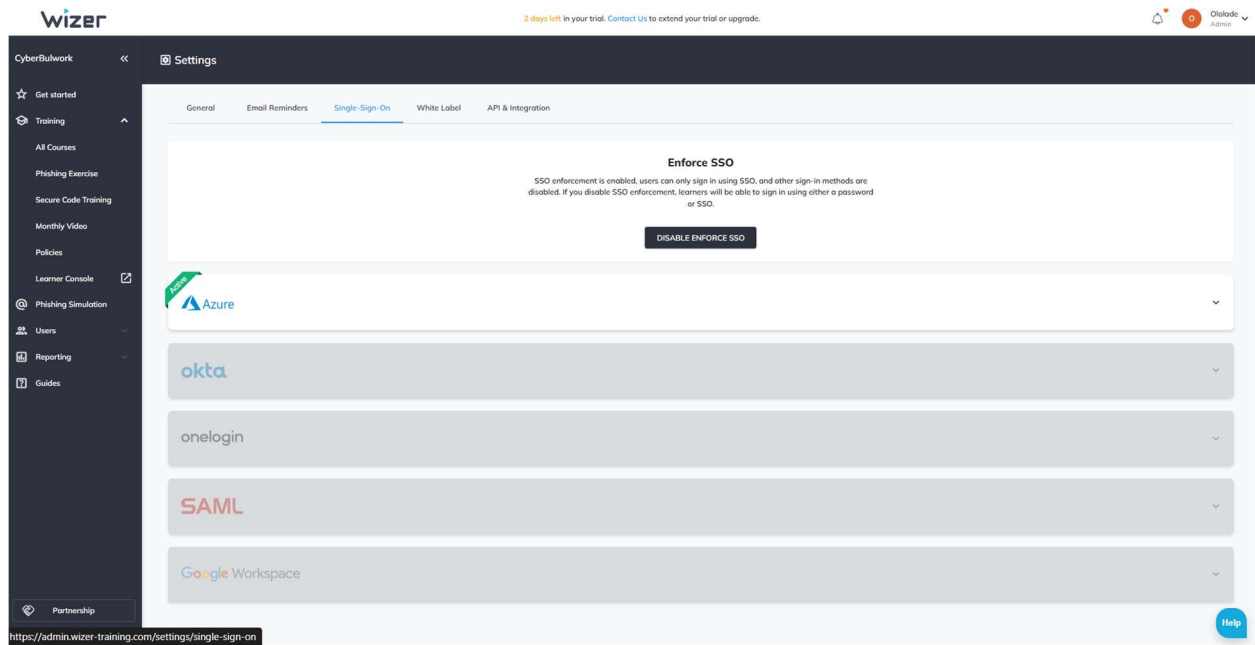 wizer
2 days left in your trial. Contact Us to extend your trial or upgrade.
O
Ololade
Admin
CyberBulwork
Settings
Get started
Training
All Courses
Phishing Exercise
Secure Code Training
Monthly Video
Policies
Learner Console
Phishing Simulation
Users
Reporting
Guides
General
Email Reminders
Single-Sign-On
White Label
API & Integration
Enforce SSO
SSO enforcement is enabled, users can only sign in using SSO, and other sign-in methods are
disabled. If you disable SSO enforcement, learners will be able to sign in using either a password
or SSO.
DISABLE ENFORCE SSO
Active
Azure
okta
onelogin
SAML
Google Workspace
Partnership
Help
https://admin.wizer-training.com/settings/single-sign-on